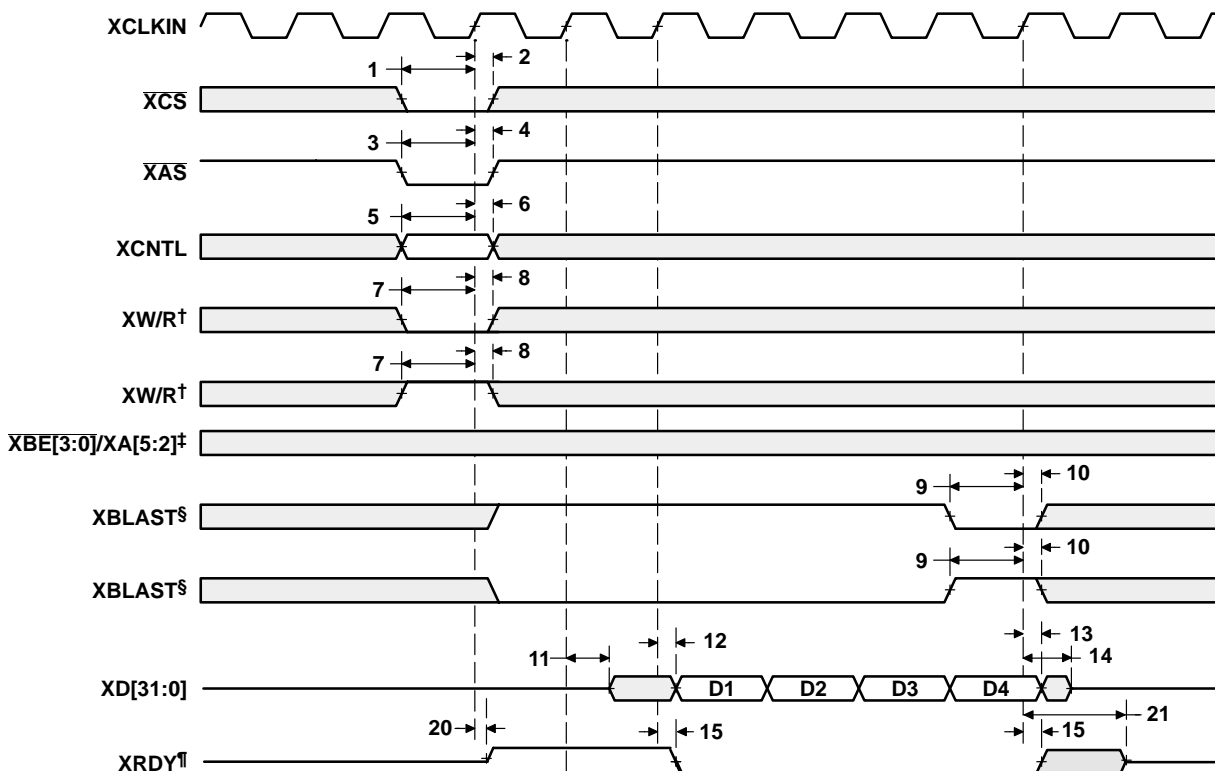 XCLKIN
2
1
XCS
4
3
XAS
6
5
XCNTL
8
7
XW/R†
8
7
XW/R†
XBE[3:0]/XA[5:2]‡
10
9
XBLAST§
10
9
XBLAST§
13
12
14
11
XD[31:0] D1 D2 D3 D4
21
20 15 15
XRDY¶